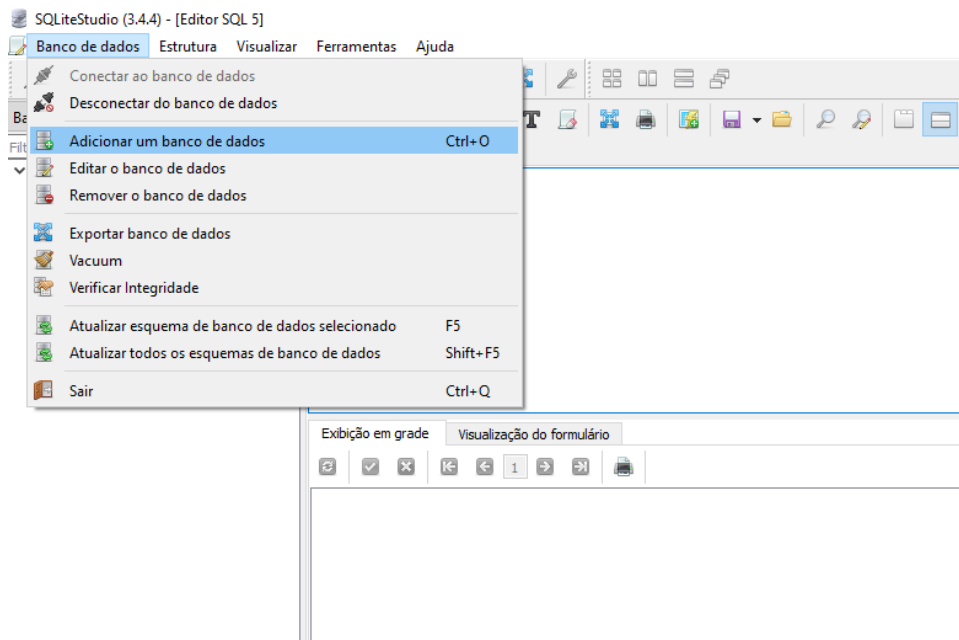 SQLiteStudio (3.4.4) - [Editor SQL 5]
Banco de dados Estrutura Visualizar Ferramentas Ajuda
Conectar ao banco de dados
Desconectar do banco de dados
Adicionar um banco de dados Ctrl+O
Editar o banco de dados
Remover o banco de dados
Exportar banco de dados
Vacuum
Verificar Integridade
Atualizar esquema de banco de dados selecionado F5
Atualizar todos os esquemas de banco de dados Shift+F5
Sair Ctrl+Q
Exibição em grade Visualização do formulário
1